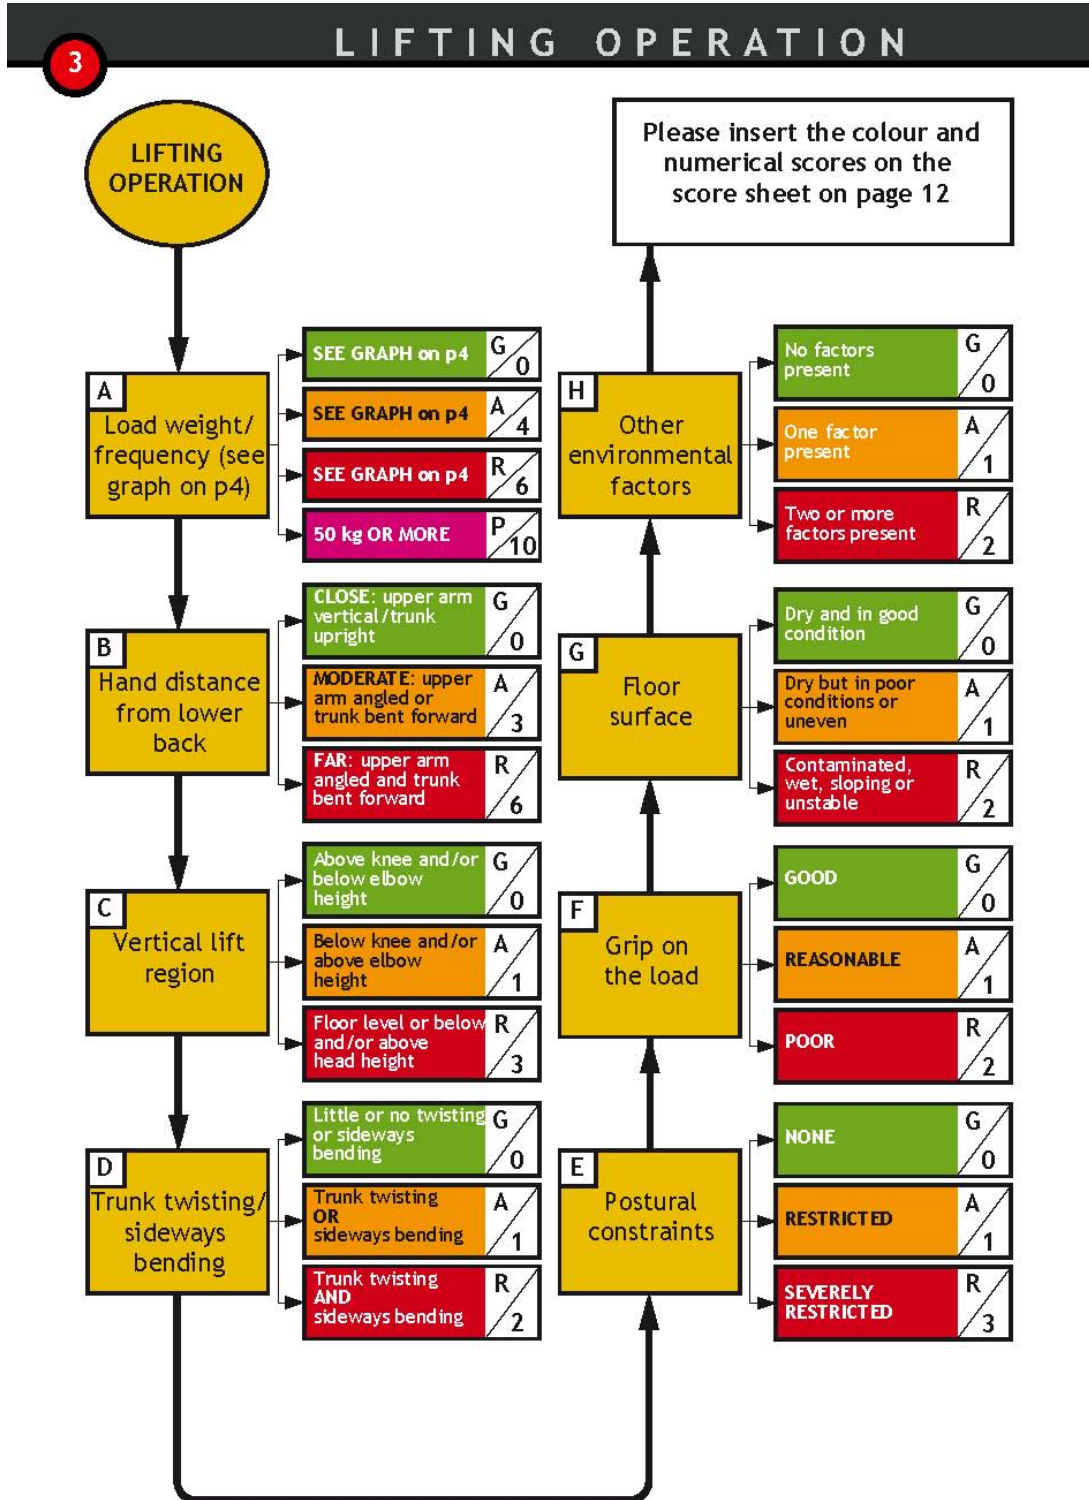 LIFTING OPERATION
3
LIFTING
OPERATION
A
Load weight/
frequency (see
graph on p4)
SEE GRAPH on p4
G
0
SEE GRAPH on p4
A
4
SEE GRAPH on p4
R
6
50 kg OR MORE
P
10
B
Hand distance
from lower
back
CLOSE: upper arm
vertical/trunk
upright
G
0
MODERATE: upper
arm angled or
trunk bent forward
A
3
FAR: upper arm
angled and trunk
bent forward
R
6
C
Vertical lift
region
Above knee and/or
below elbow
height
G
0
Below knee and/or
above elbow
height
A
1
Floor level or below
and/or above
head height
R
3
D
Trunk twisting/
sideways
bending
Little or no twisting
or sideways
bending
G
0
Trunk twisting
OR
sideways bending
A
1
Trunk twisting
AND
sideways bending
R
2
E
Postural
constraints
NONE
G
0
RESTRICTED
A
1
SEVERELY
RESTRICTED
R
3
F
Grip on
the load
GOOD
G
0
REASONABLE
A
1
POOR
R
2
G
Floor
surface
Dry and in good
condition
G
0
Dry but in poor
conditions or
uneven
A
1
Contaminated,
wet, sloping or
unstable
R
2
H
Other
environmental
factors
No factors
present
G
0
One factor
present
A
1
Two or more
factors present
R
2
Please insert the colour and
numerical scores on the
score sheet on page 12